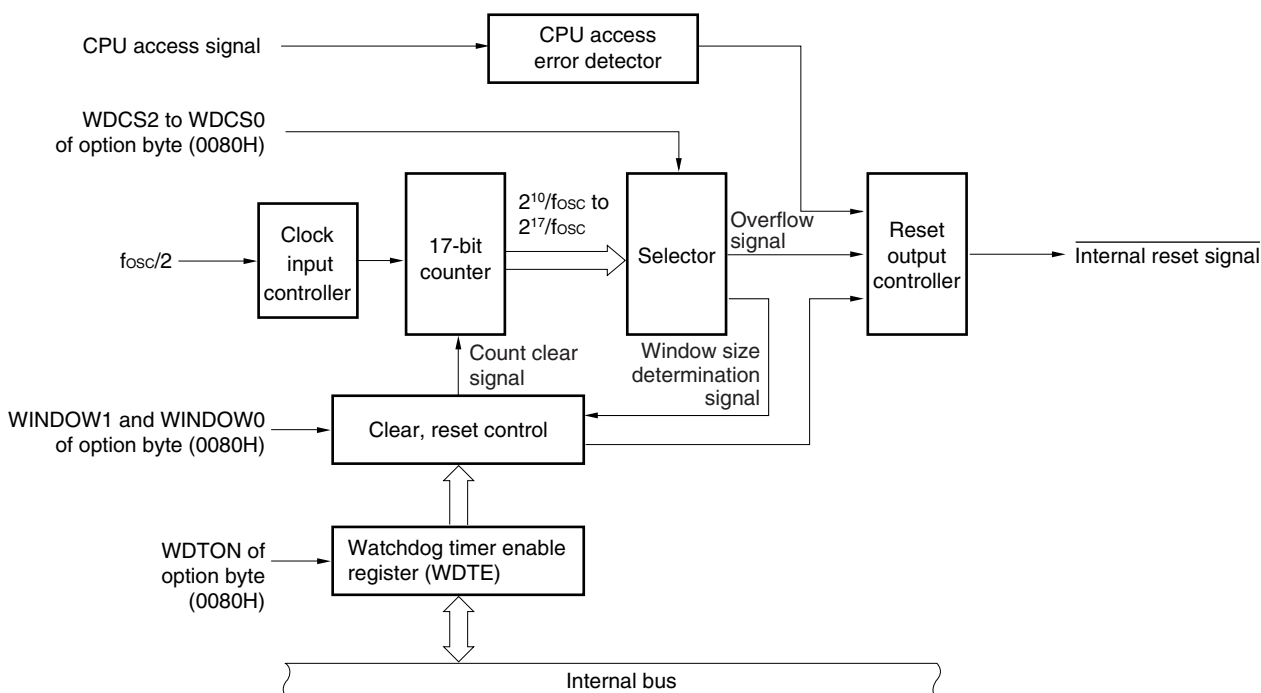 CPU access signal
CPU access
error detector
WDCS2 to WDCS0
of option byte (0080H)
fosc/2
Clock
input
controller
17-bit
counter
2¹⁰/fosc to
2¹⁷/fosc
Selector
Overflow
signal
Reset
output
controller
Internal reset signal
Count clear
signal
Window size
determination
signal
WINDOW1 and WINDOW0
of option byte (0080H)
Clear, reset control
WDTON of
option byte
(0080H)
Watchdog timer enable
register (WDTE)
Internal bus